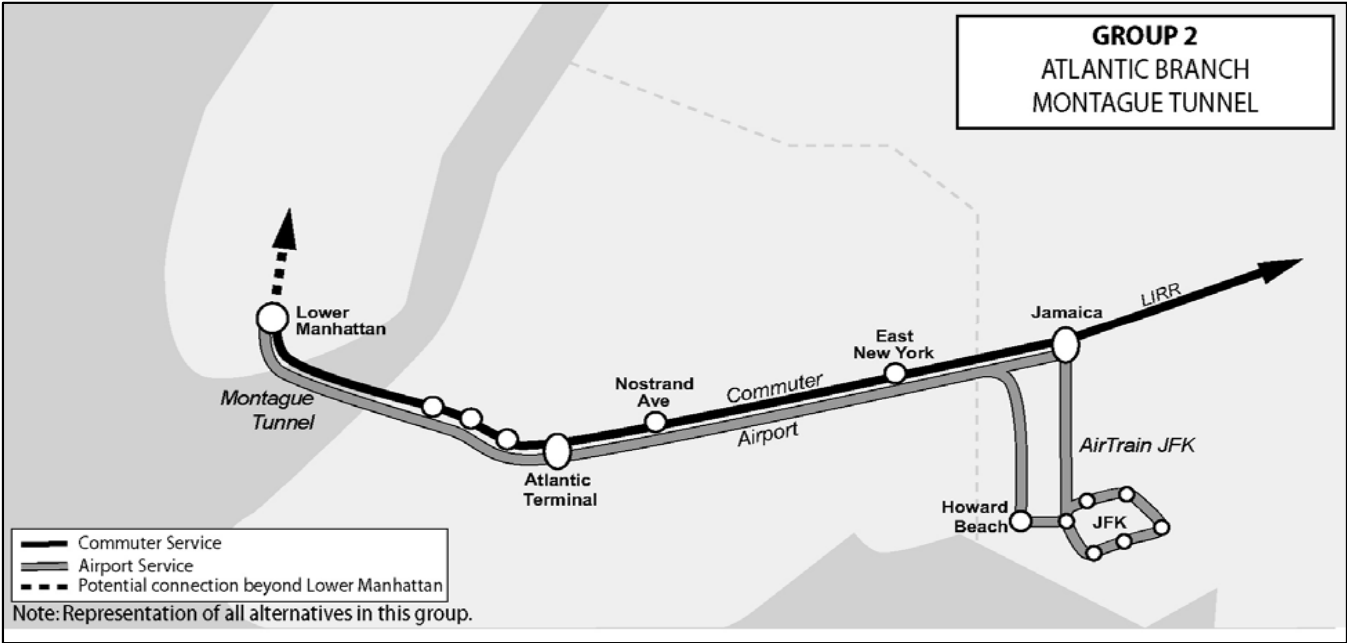 GROUP 2
ATLANTIC BRANCH
MONTAGUE TUNNEL
Lower
Manhattan
Montague
Tunnel
Atlantic
Terminal
Nostrand
Ave
Commuter
Airport
East
New York
Jamaica
LIRR
AirTrain JFK
Howard
Beach
JFK
Commuter Service
Airport Service
Potential connection beyond Lower Manhattan
Note: Representation of all alternatives in this group.